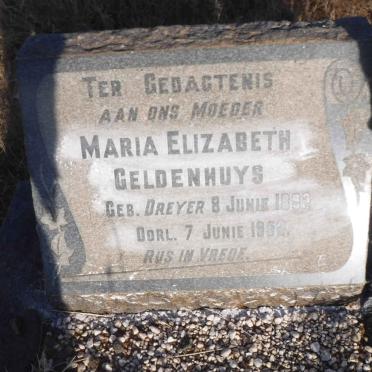 TER GEDAGTENIS
AAN ONS MOEDER
MARIA ELIZABETH
GELDENHUYS
GEB. DREYER 8 JUNIE
OORL. 7 JUNIE
RUS IN VREDE.